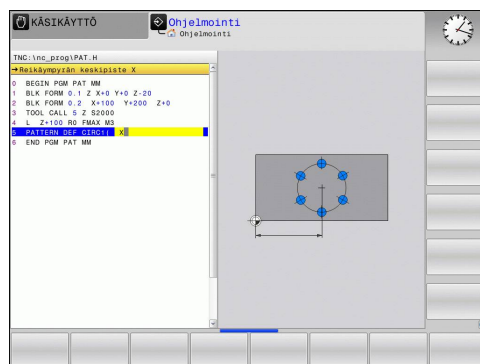 KÄSIKÄYTTÖ
Ohjelmointi
Ohjelmointi
TNC:\nc_prog\PAT.H
→Reikäympyrän keskipiste X
0 BEGIN PGM PAT MM
1 BLK FORM 0.1 Z X+0 Y+0 Z-20
2 BLK FORM 0.2 X+100 Y+200 Z+0
3 TOOL CALL 5 Z S2000
4 L Z+100 R0 FMAX M3
5 PATTERN DEF CIRC1( X
6 END PGM PAT MM